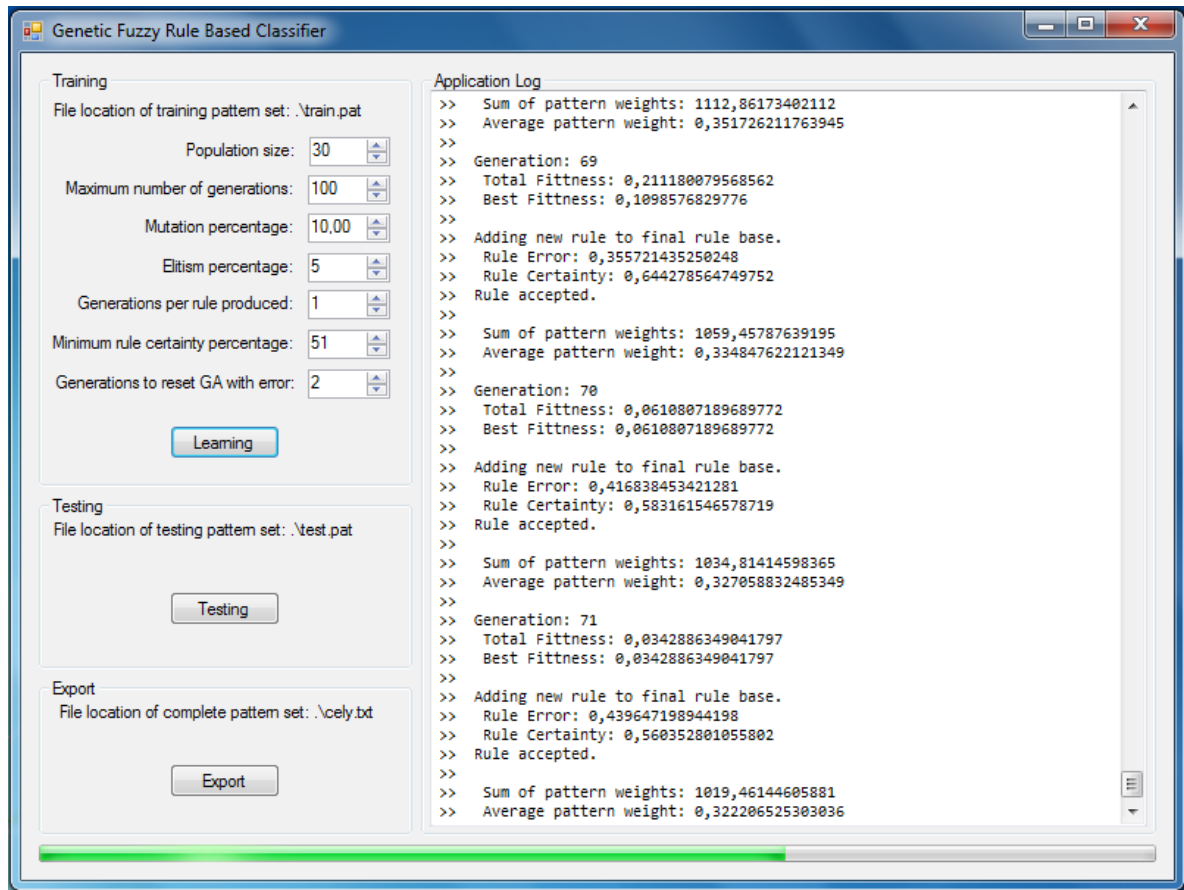 Genetic Fuzzy Rule Based Classifier
Training
File location of training pattern set: .\train.pat
Population size: 30
Maximum number of generations: 100
Mutation percentage: 10,00
Elitism percentage: 5
Generations per rule produced: 1
Minimum rule certainty percentage: 51
Generations to reset GA with error: 2
Learning
Testing
File location of testing pattern set: .\test.pat
Testing
Export
File location of complete pattern set: .\cely.txt
Export
Application Log
>> Sum of pattern weights: 1112,86173402112
>> Average pattern weight: 0,351726211763945
>>
>> Generation: 69
>> Total Fittness: 0,211180079568562
>> Best Fittness: 0,1098576829776
>>
>> Adding new rule to final rule base.
>> Rule Error: 0,355721435250248
>> Rule Certainty: 0,644278564749752
>> Rule accepted.
>>
>> Sum of pattern weights: 1059,45787639195
>> Average pattern weight: 0,334847622121349
>>
>> Generation: 70
>> Total Fittness: 0,0610807189689772
>> Best Fittness: 0,0610807189689772
>>
>> Adding new rule to final rule base.
>> Rule Error: 0,416838453421281
>> Rule Certainty: 0,583161546578719
>> Rule accepted.
>>
>> Sum of pattern weights: 1034,81414598365
>> Average pattern weight: 0,327058832485349
>>
>> Generation: 71
>> Total Fittness: 0,0342886349041797
>> Best Fittness: 0,0342886349041797
>>
>> Adding new rule to final rule base.
>> Rule Error: 0,439647198944198
>> Rule Certainty: 0,560352801055802
>> Rule accepted.
>>
>> Sum of pattern weights: 1019,46144605881
>> Average pattern weight: 0,322206525303036